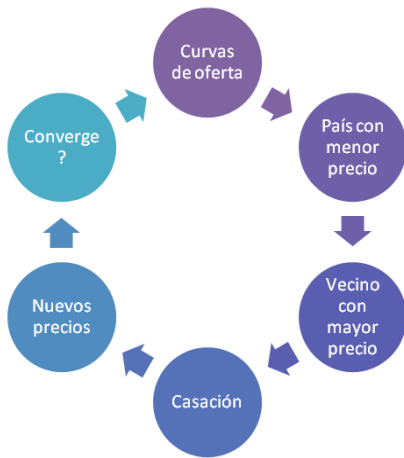 Curvas
de oferta
País con
menor
precio
Vecino
con
mayor
precio
Casación
Nuevos
precios
Converge
?